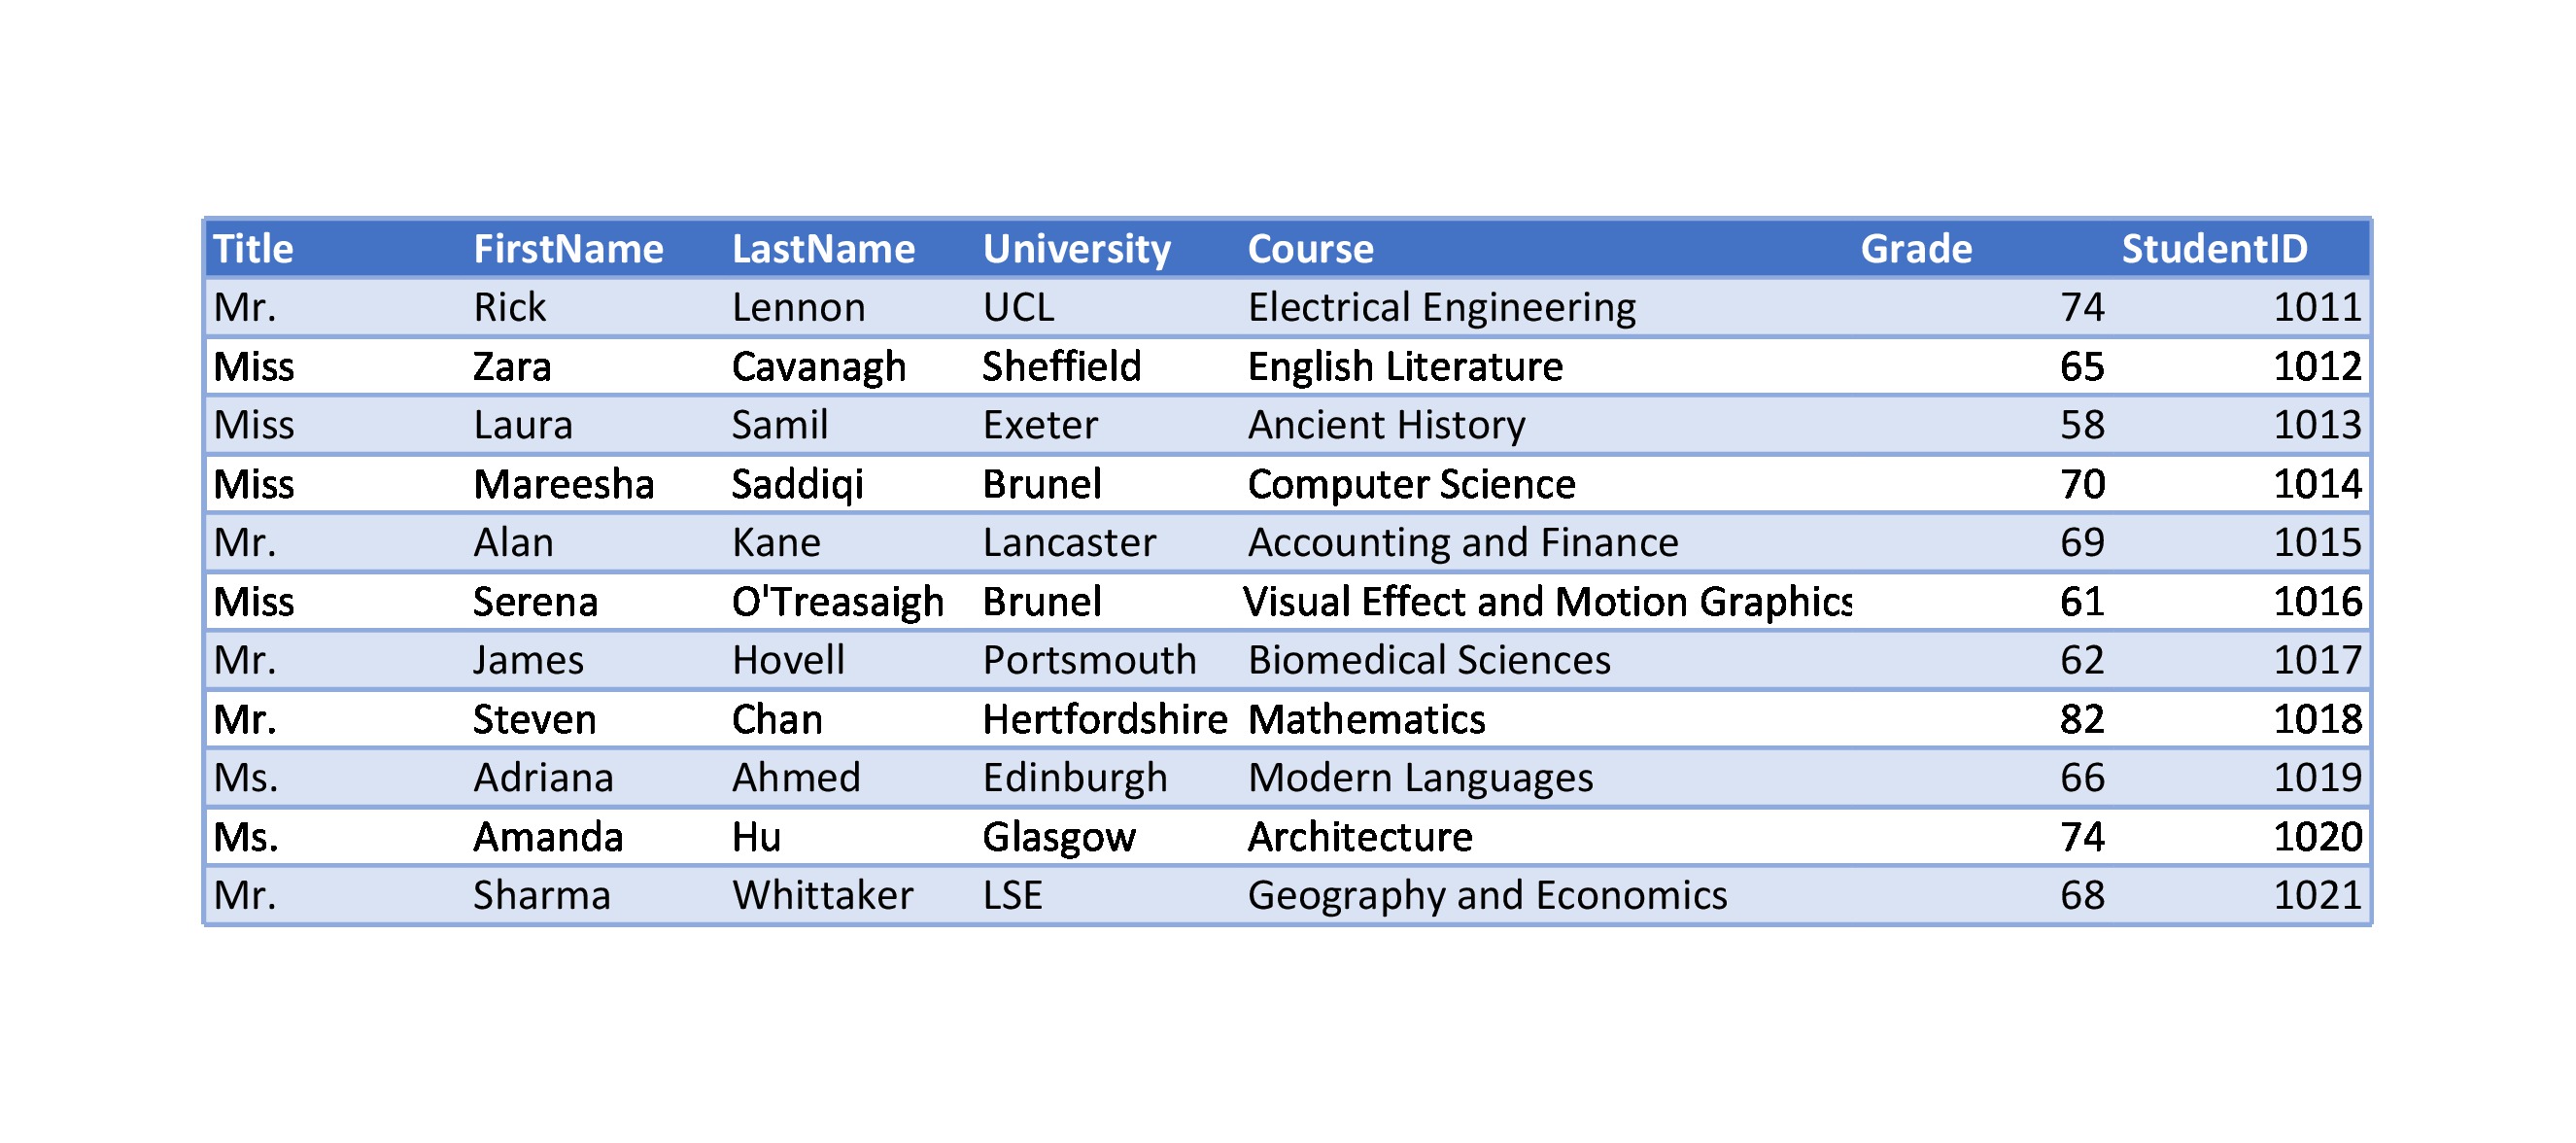 Title FirstName LastName University Course Grade StudentID
Mr. Rick Lennon UCL Electrical Engineering 74 1011
Miss Zara Cavanagh Sheffield English Literature 65 1012
Miss Laura Samil Exeter Ancient History 58 1013
Miss Mareesha Saddiqi Brunel Computer Science 70 1014
Mr. Alan Kane Lancaster Accounting and Finance 69 1015
Miss Serena O'Treasaigh Brunel Visual Effect and Motion Graphics 61 1016
Mr. James Hovell Portsmouth Biomedical Sciences 62 1017
Mr. Steven Chan Hertfordshire Mathematics 82 1018
Ms. Adriana Ahmed Edinburgh Modern Languages 66 1019
Ms. Amanda Hu Glasgow Architecture 74 1020
Mr. Sharma Whittaker LSE Geography and Economics 68 1021